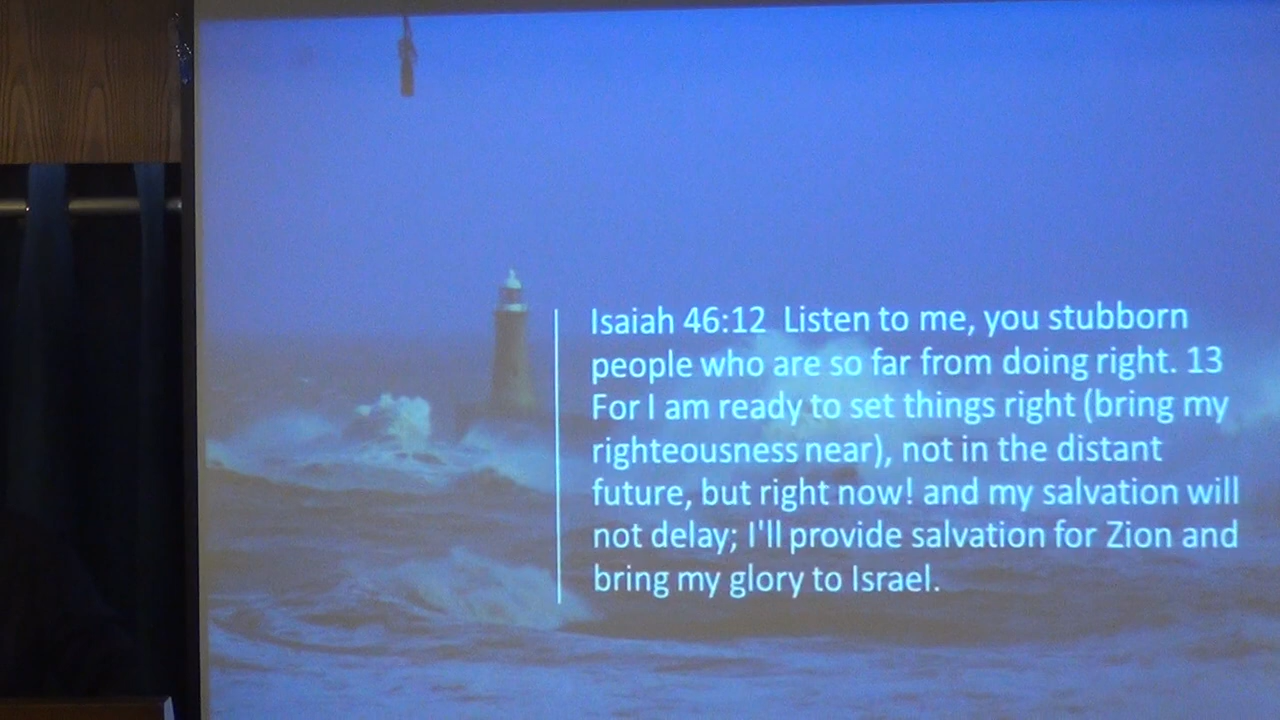 Isaiah 46:12 Listen to me, you stubborn
people who are so far from doing right. 13
For I am ready to set things right (bring my
righteousness near), not in the distant
future, but right now! and my salvation will
not delay; I'll provide salvation for Zion and
bring my glory to Israel.